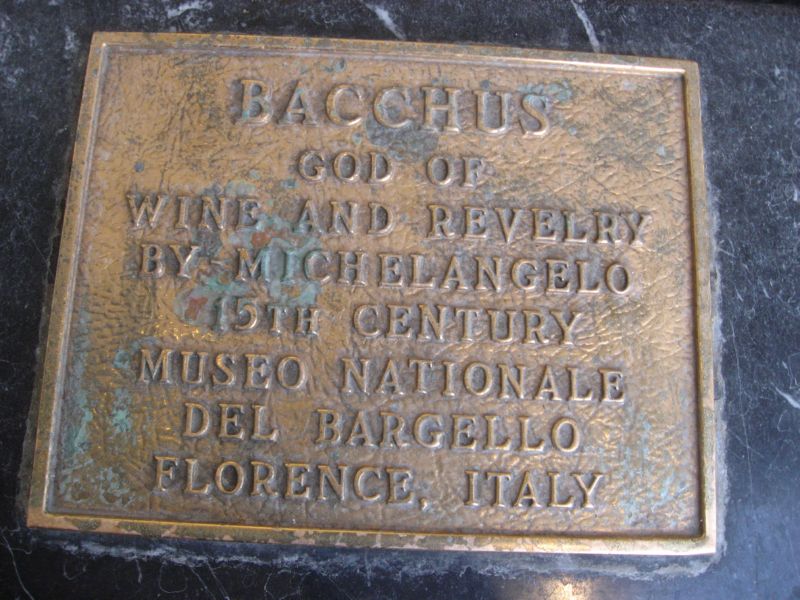 BACCHUS
GOD OF
WINE AND REVELRY
BY MICHELANGELO
15TH CENTURY
MUSEO NATIONALE
DEL BARGELLO
FLORENCE, ITALY